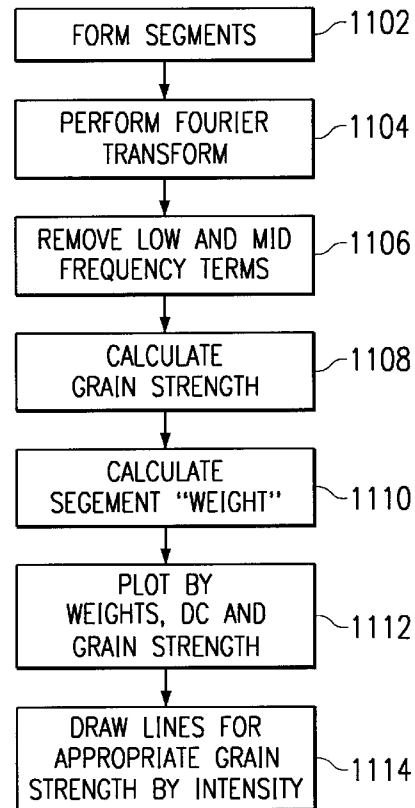 FORM SEGMENTS
1102
PERFORM FOURIER
TRANSFORM
1104
REMOVE LOW AND MID
FREQUENCY TERMS
1106
CALCULATE
GRAIN STRENGTH
1108
CALCULATE
SEGEMENT "WEIGHT"
1110
PLOT BY
WEIGHTS, DC AND
GRAIN STRENGTH
1112
DRAW LINES FOR
APPROPRIATE GRAIN
STRENGTH BY INTENSITY
1114